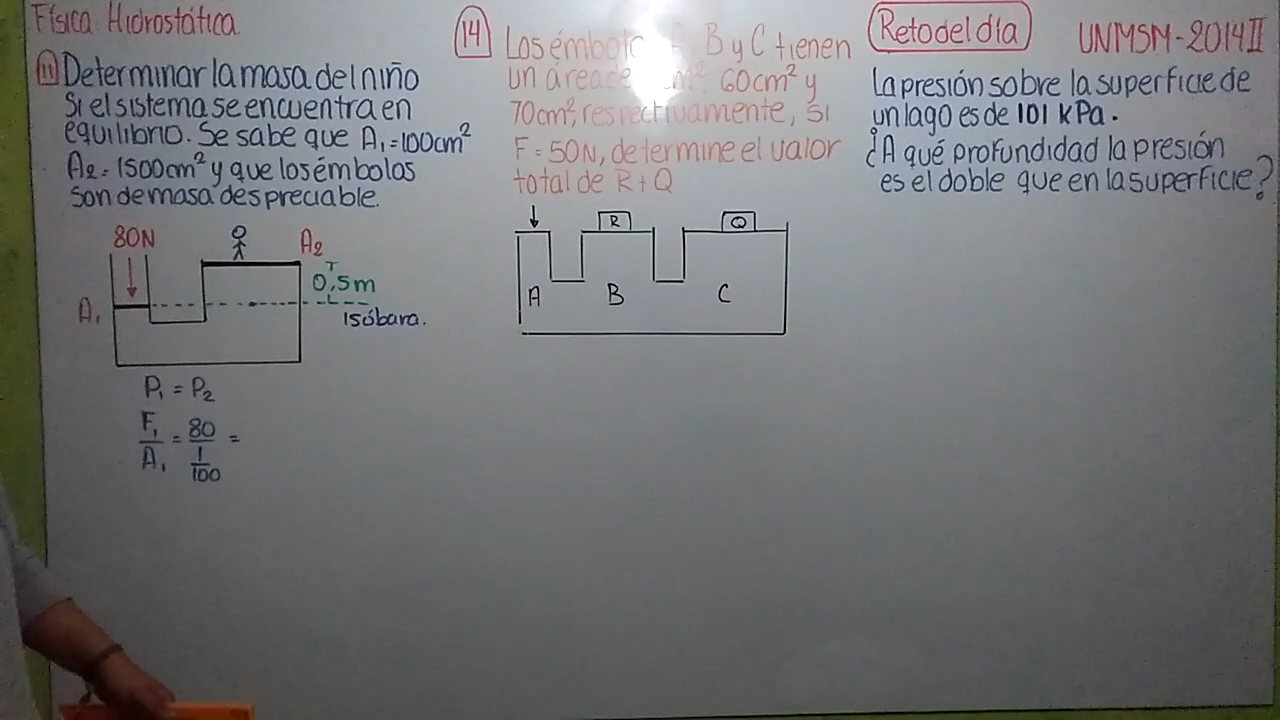 Física Hidrostática
11 Determinar la masa del niño
Si el sistema se encuentra en
equilibrio. Se sabe que A₁=100cm²
A₂=1500cm² y que los émbolos
son de masa despreciable.
80N
A₂
0,5m
A₁
Isóbara.
P₁ = P₂
F₁/A₁ = 80/(1/100) =
14
Los B y C tienen
un área de 60cm² y
70cm², respectivamente, si
F=50N, determine el valor
total de R+Q
R
Q
A
B
C
Reto del día
UNMSM-2014II
La presión sobre la superficie de
un lago es de 101 kPa.
¿A qué profundidad la presión
es el doble que en la superficie?